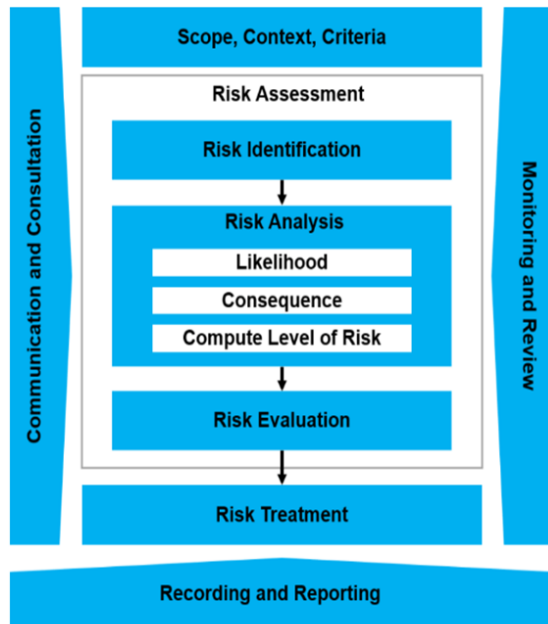 Scope, Context, Criteria
Communication and Consultation
Risk Assessment
Risk Identification
Risk Analysis
Likelihood
Consequence
Compute Level of Risk
Risk Evaluation
Risk Treatment
Monitoring and Review
Recording and Reporting